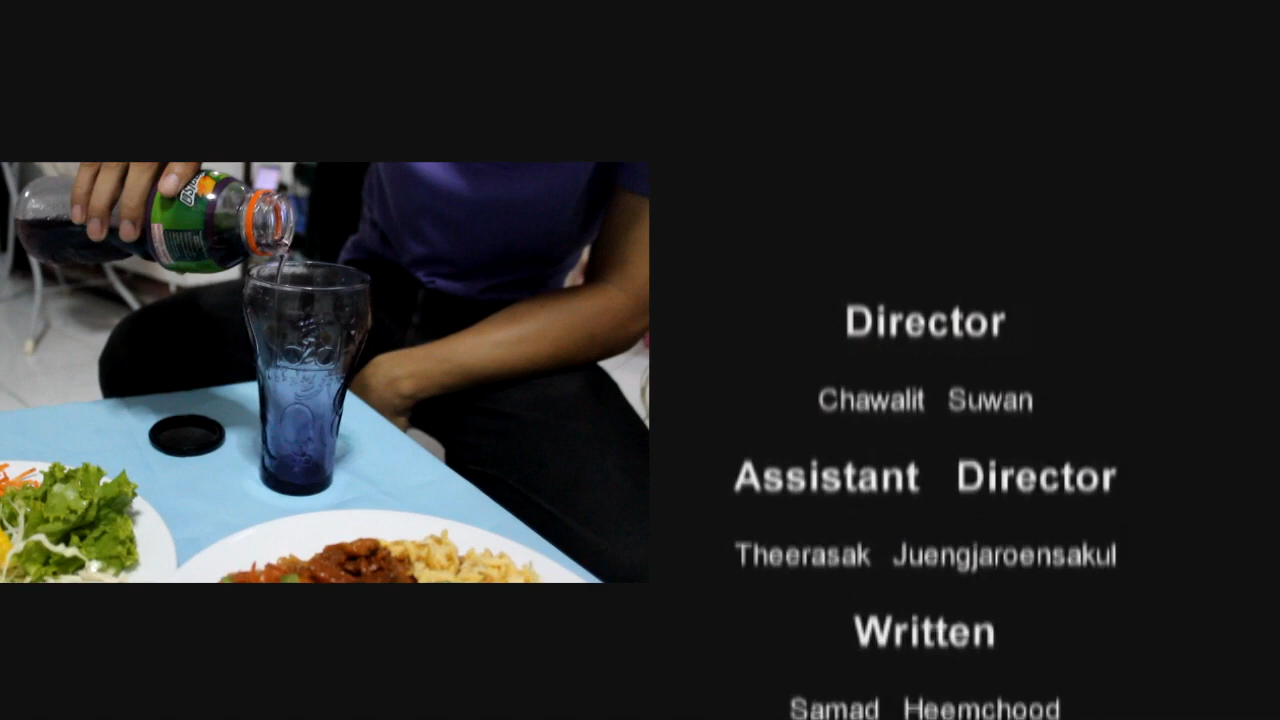 Director
Chawalit Suwan
Assistant Director
Theerasak Juengjaroensakul
Written
Samad Heemchood